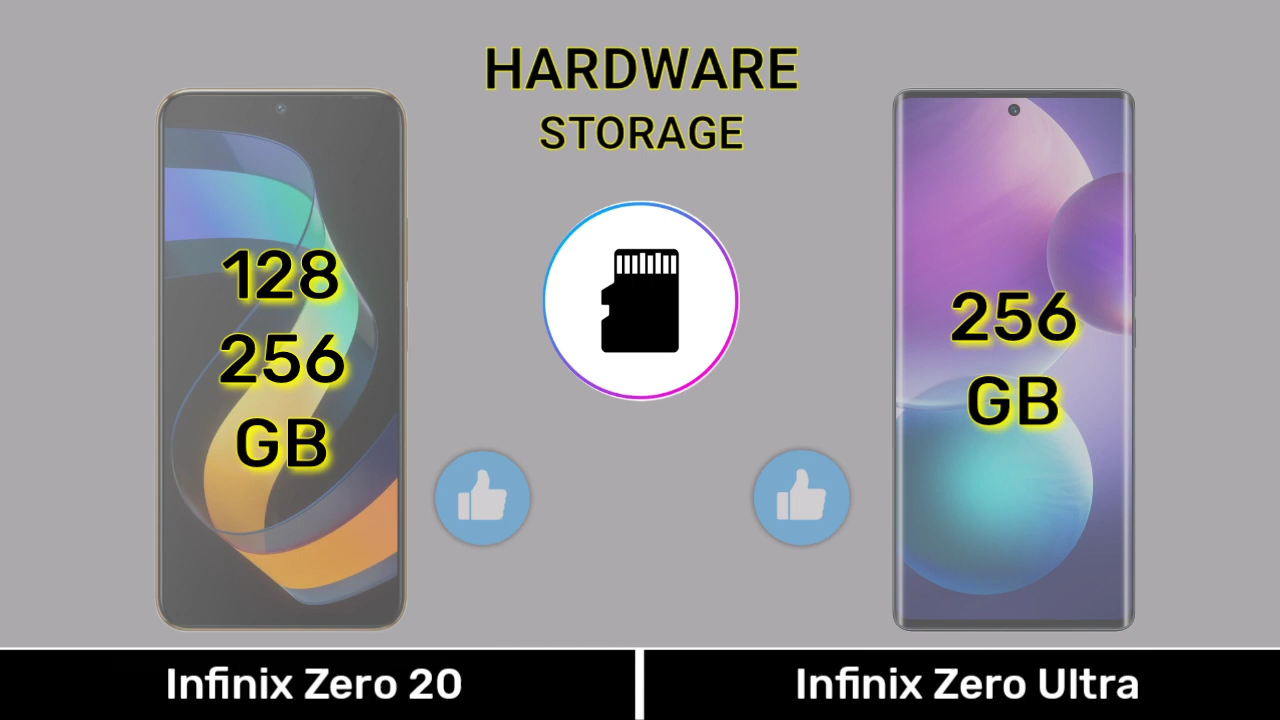 HARDWARE
STORAGE
128
256
GB
256
GB
Infinix Zero 20
Infinix Zero Ultra